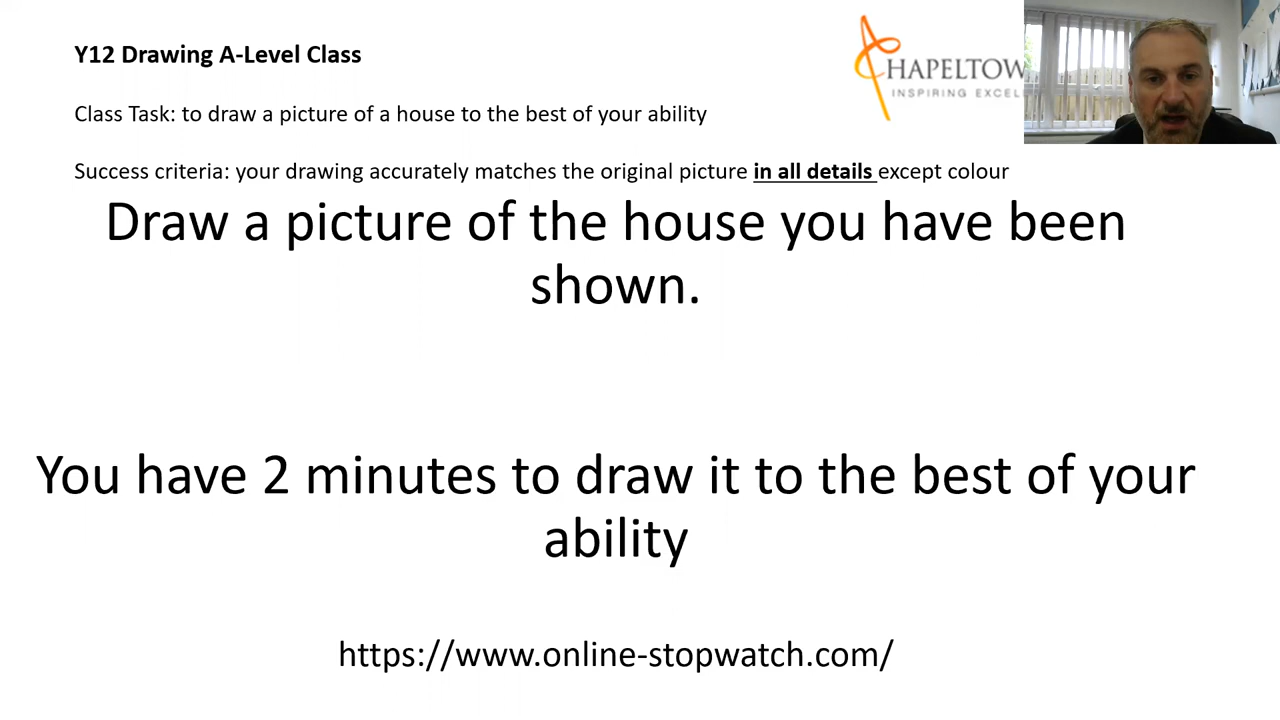 Y12 Drawing A-Level Class
Class Task: to draw a picture of a house to the best of your ability
Success criteria: your drawing accurately matches the original picture in all details except colour
HAPELTOW
INSPIRING EXCEL
Draw a picture of the house you have been
shown.
You have 2 minutes to draw it to the best of your
ability
https://www.online-stopwatch.com/